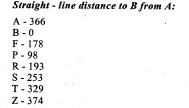 Straight - line distance to B from A:
A - 366
B - 0
F - 178
P - 98
R - 193
S - 253
T - 329
Z - 374